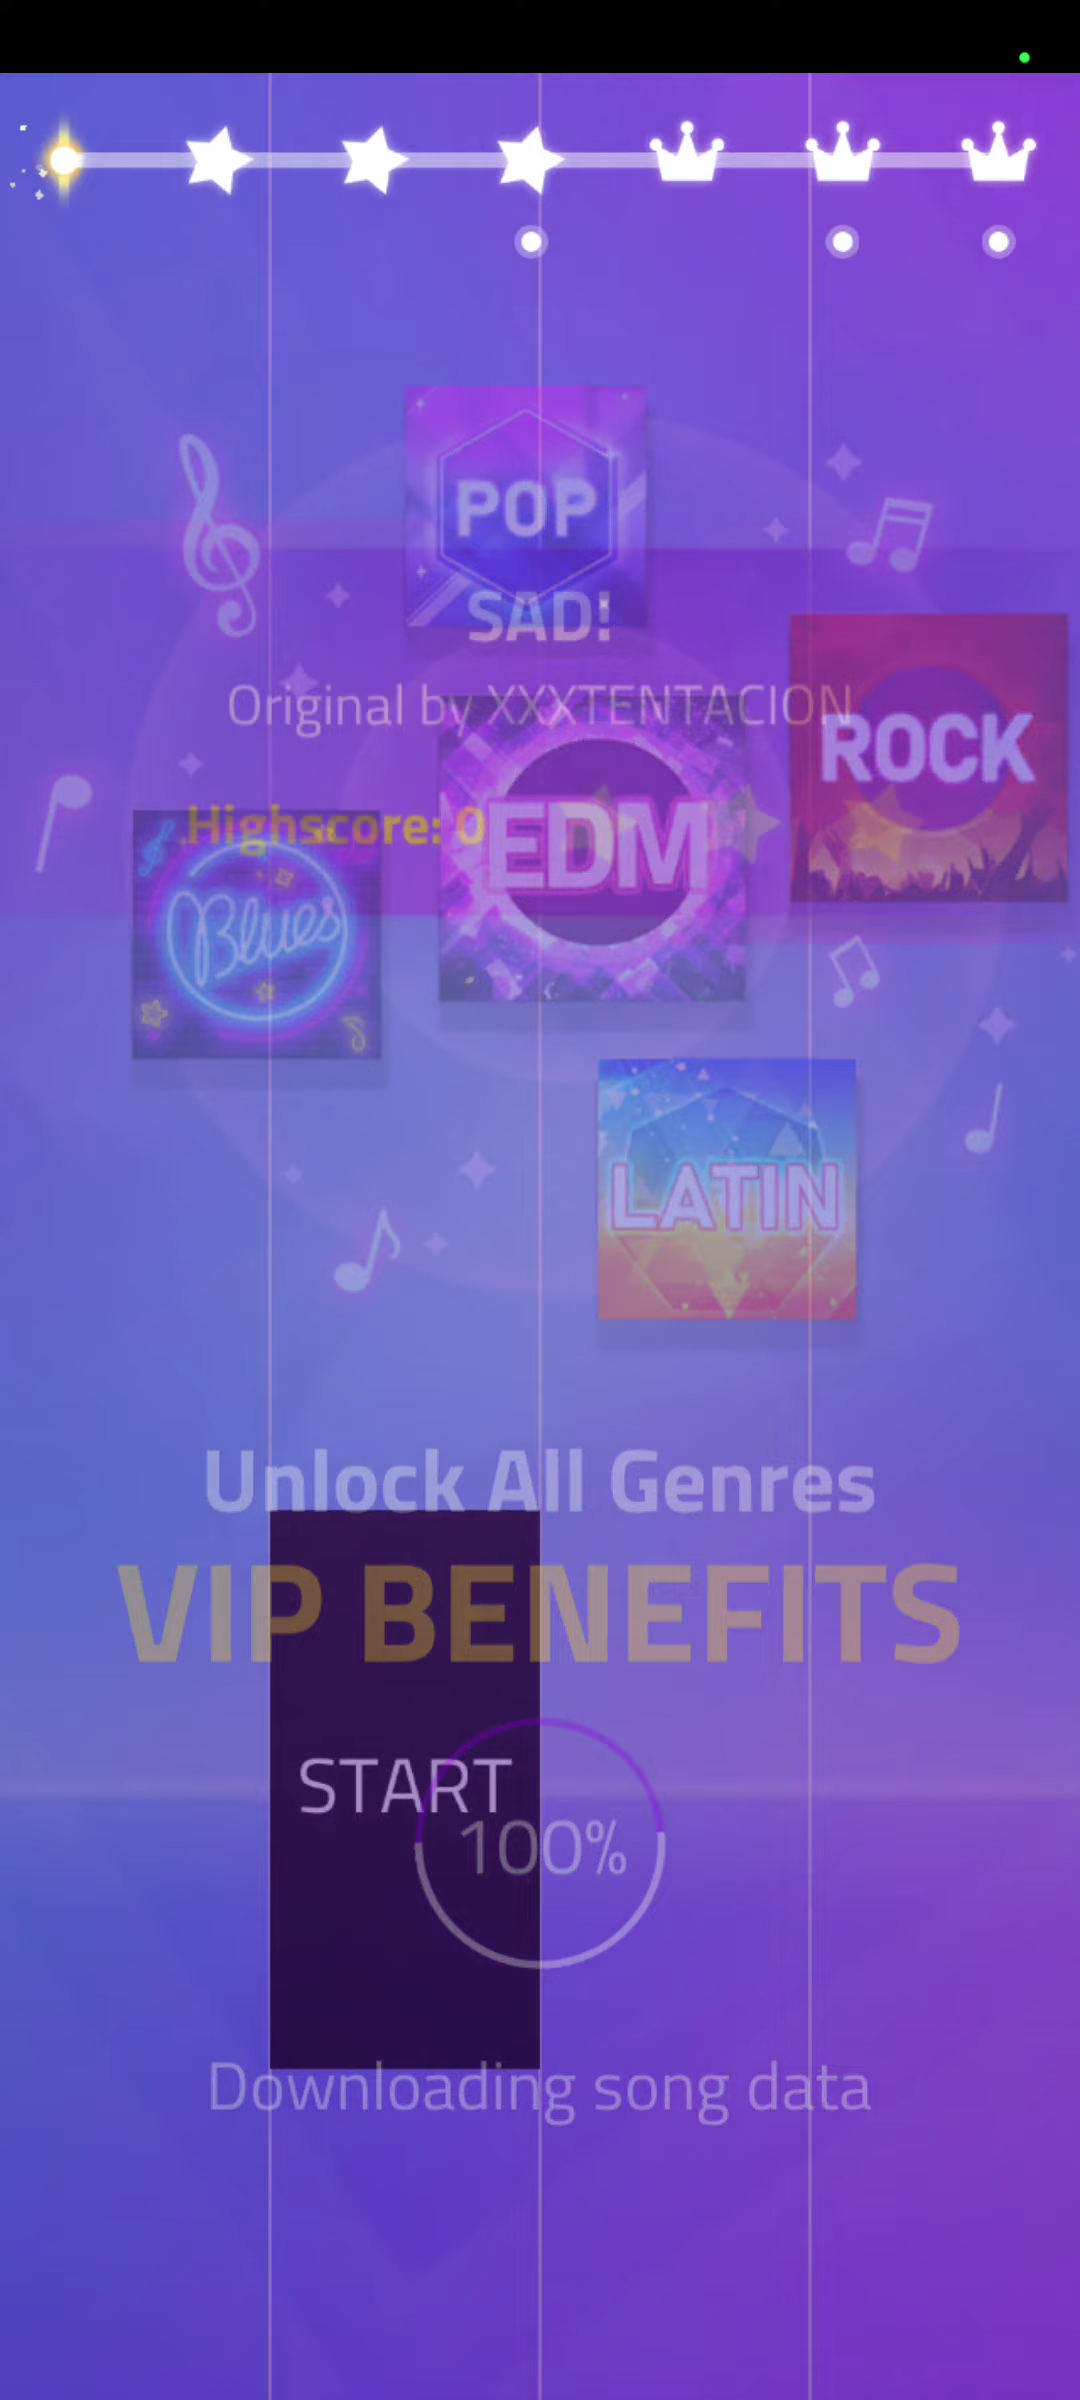 POP
SAD!
Original by XXXTENTACION
ROCK
Highscore: 0
EDM
Blues
LATIN
Unlock All Genres
VIP BENEFITS
START
100%
Downloading song data